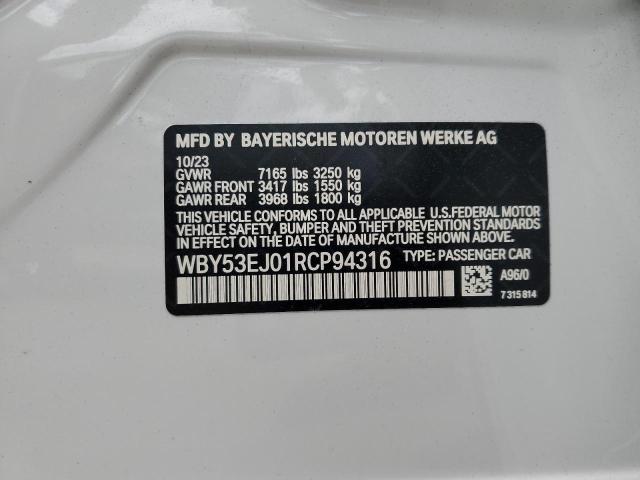 MFD BY BAYERISCHE MOTOREN WERKE AG
10/23
GVWR 7165 lbs 3250 kg
GAWR FRONT 3417 lbs 1550 kg
GAWR REAR 3968 lbs 1800 kg
THIS VEHICLE CONFORMS TO ALL APPLICABLE U.S.FEDERAL MOTOR
VEHICLE SAFETY, BUMPER AND THEFT PREVENTION STANDARDS
IN EFFECT ON THE DATE OF MANUFACTURE SHOWN ABOVE.
WBY53EJ01RCP94316 TYPE: PASSENGER CAR
A96/0
7 315 814